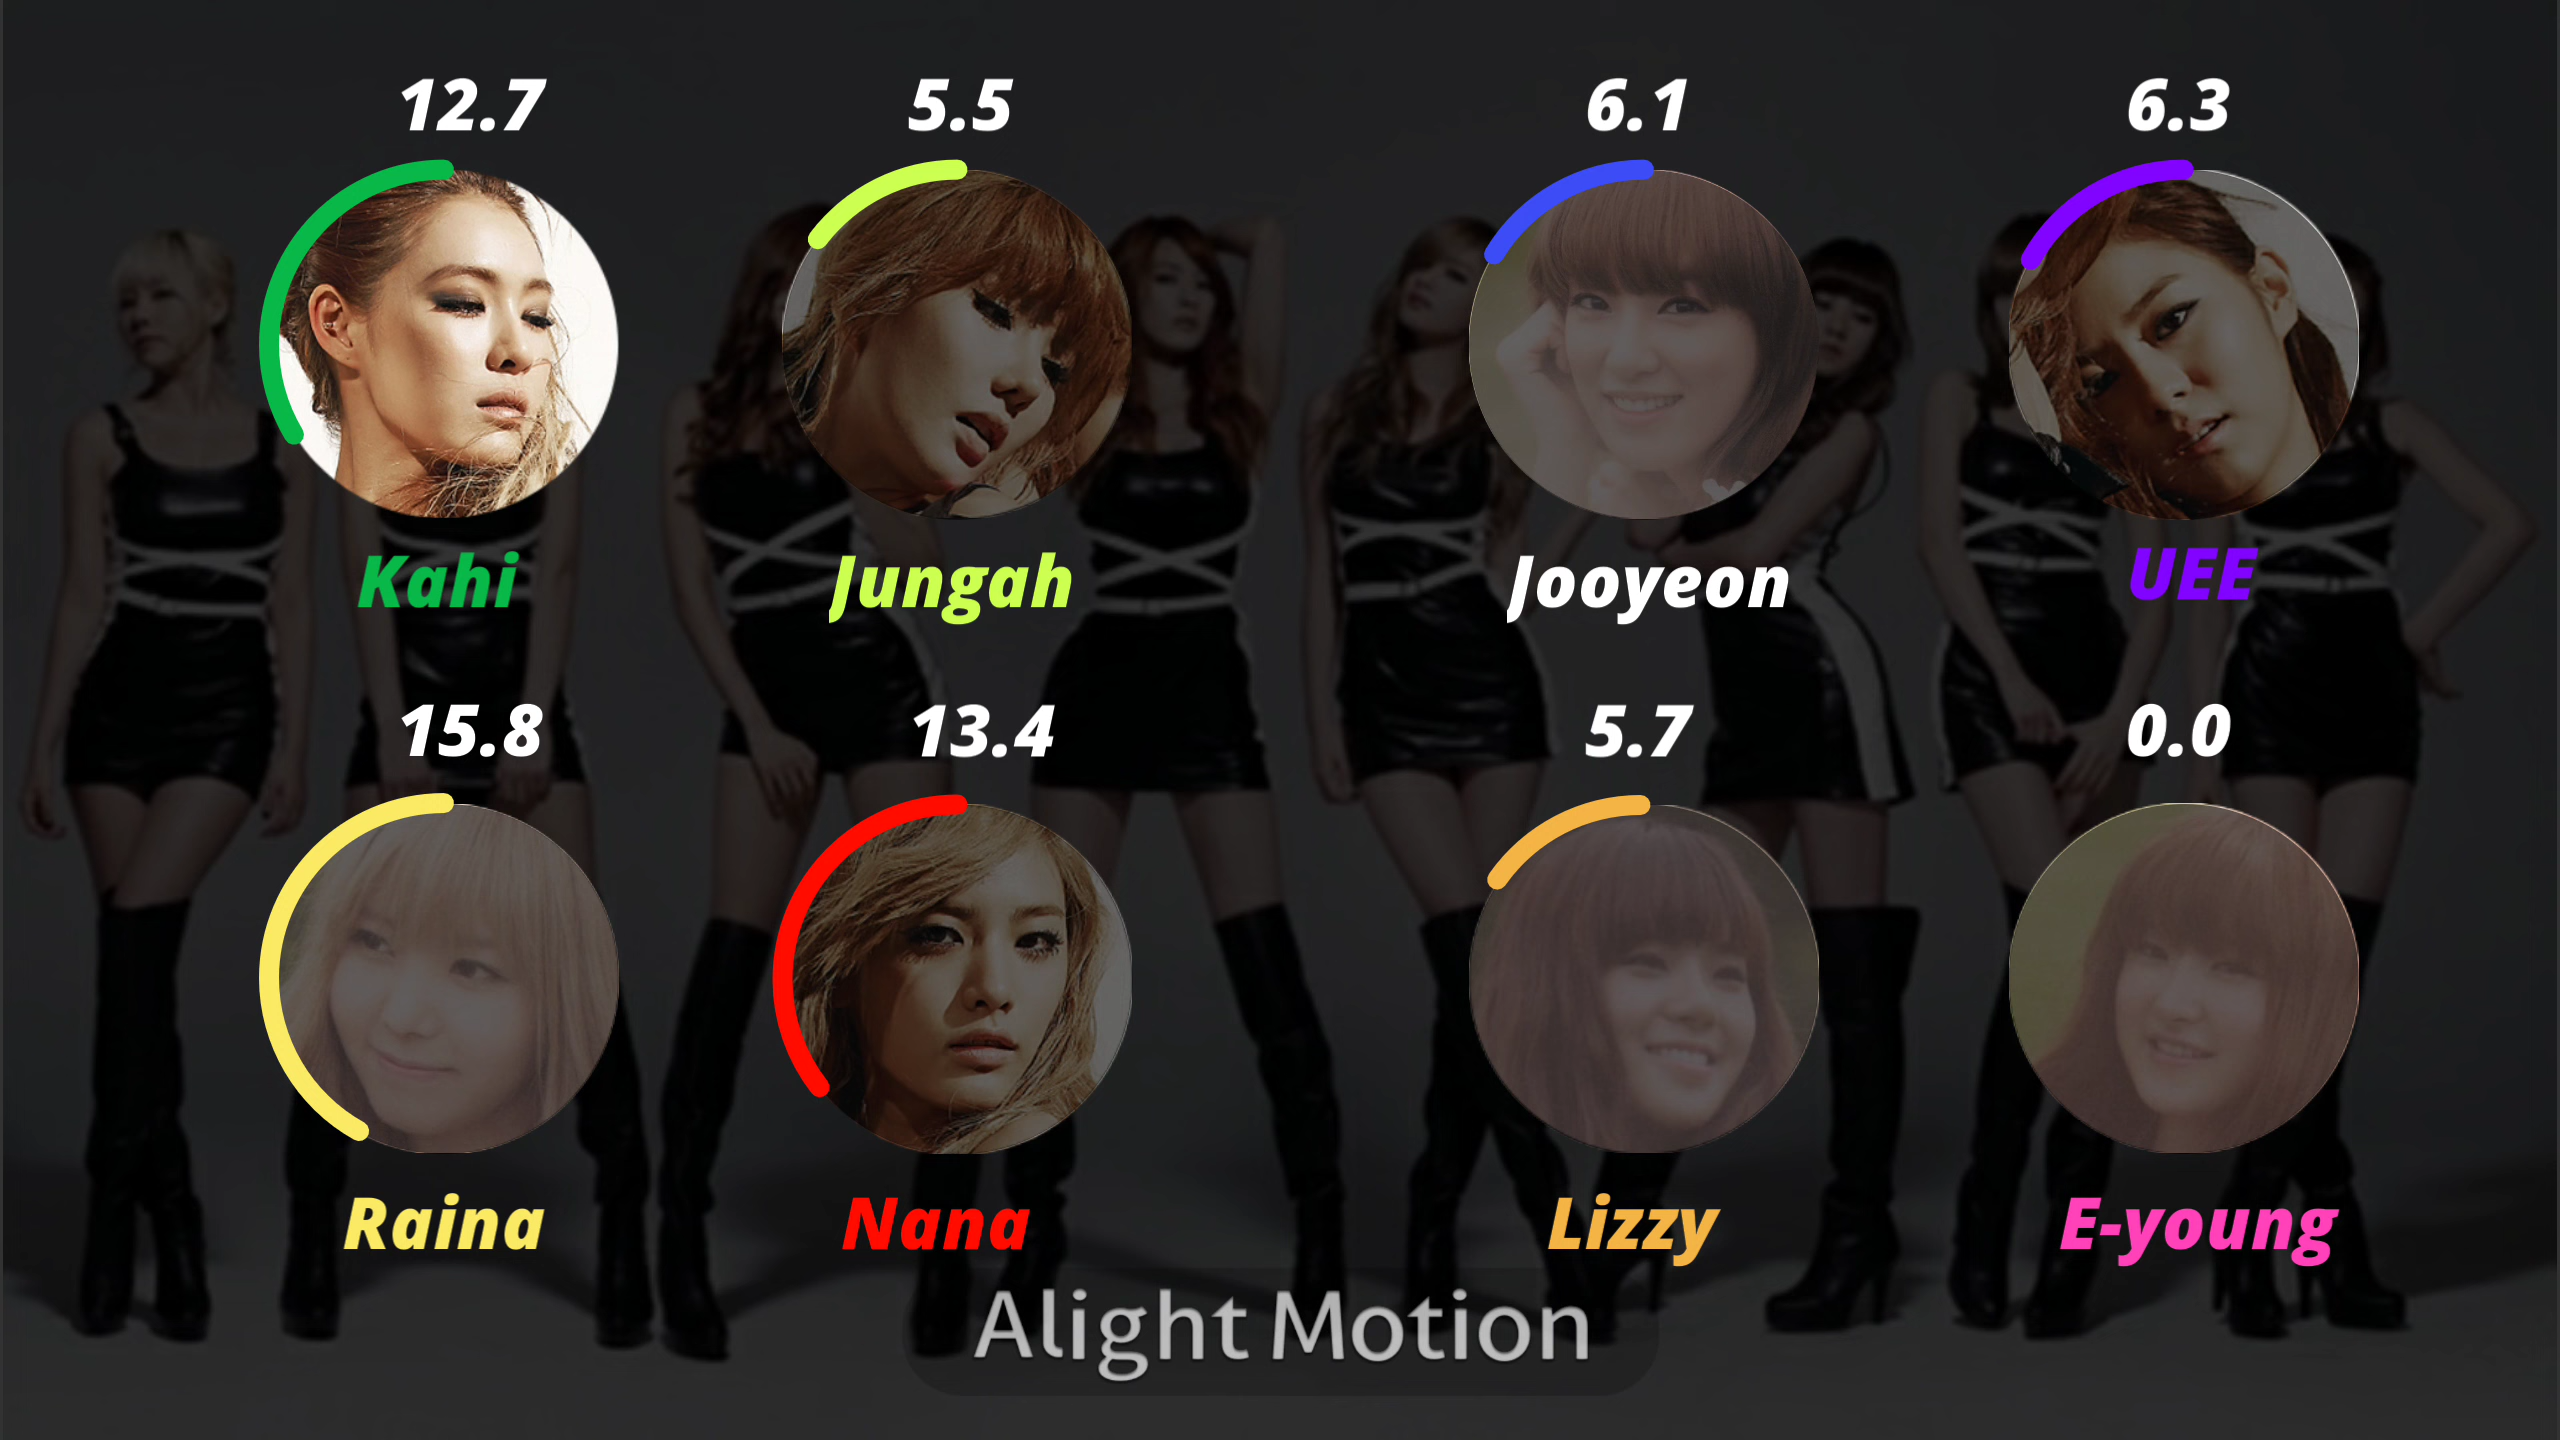 12.7 5.5 6.1 6.3
Kahi Jungah Jooyeon UEE
15.8 13.4 5.7 0.0
Raina Nana Lizzy E-young
Alight Motion